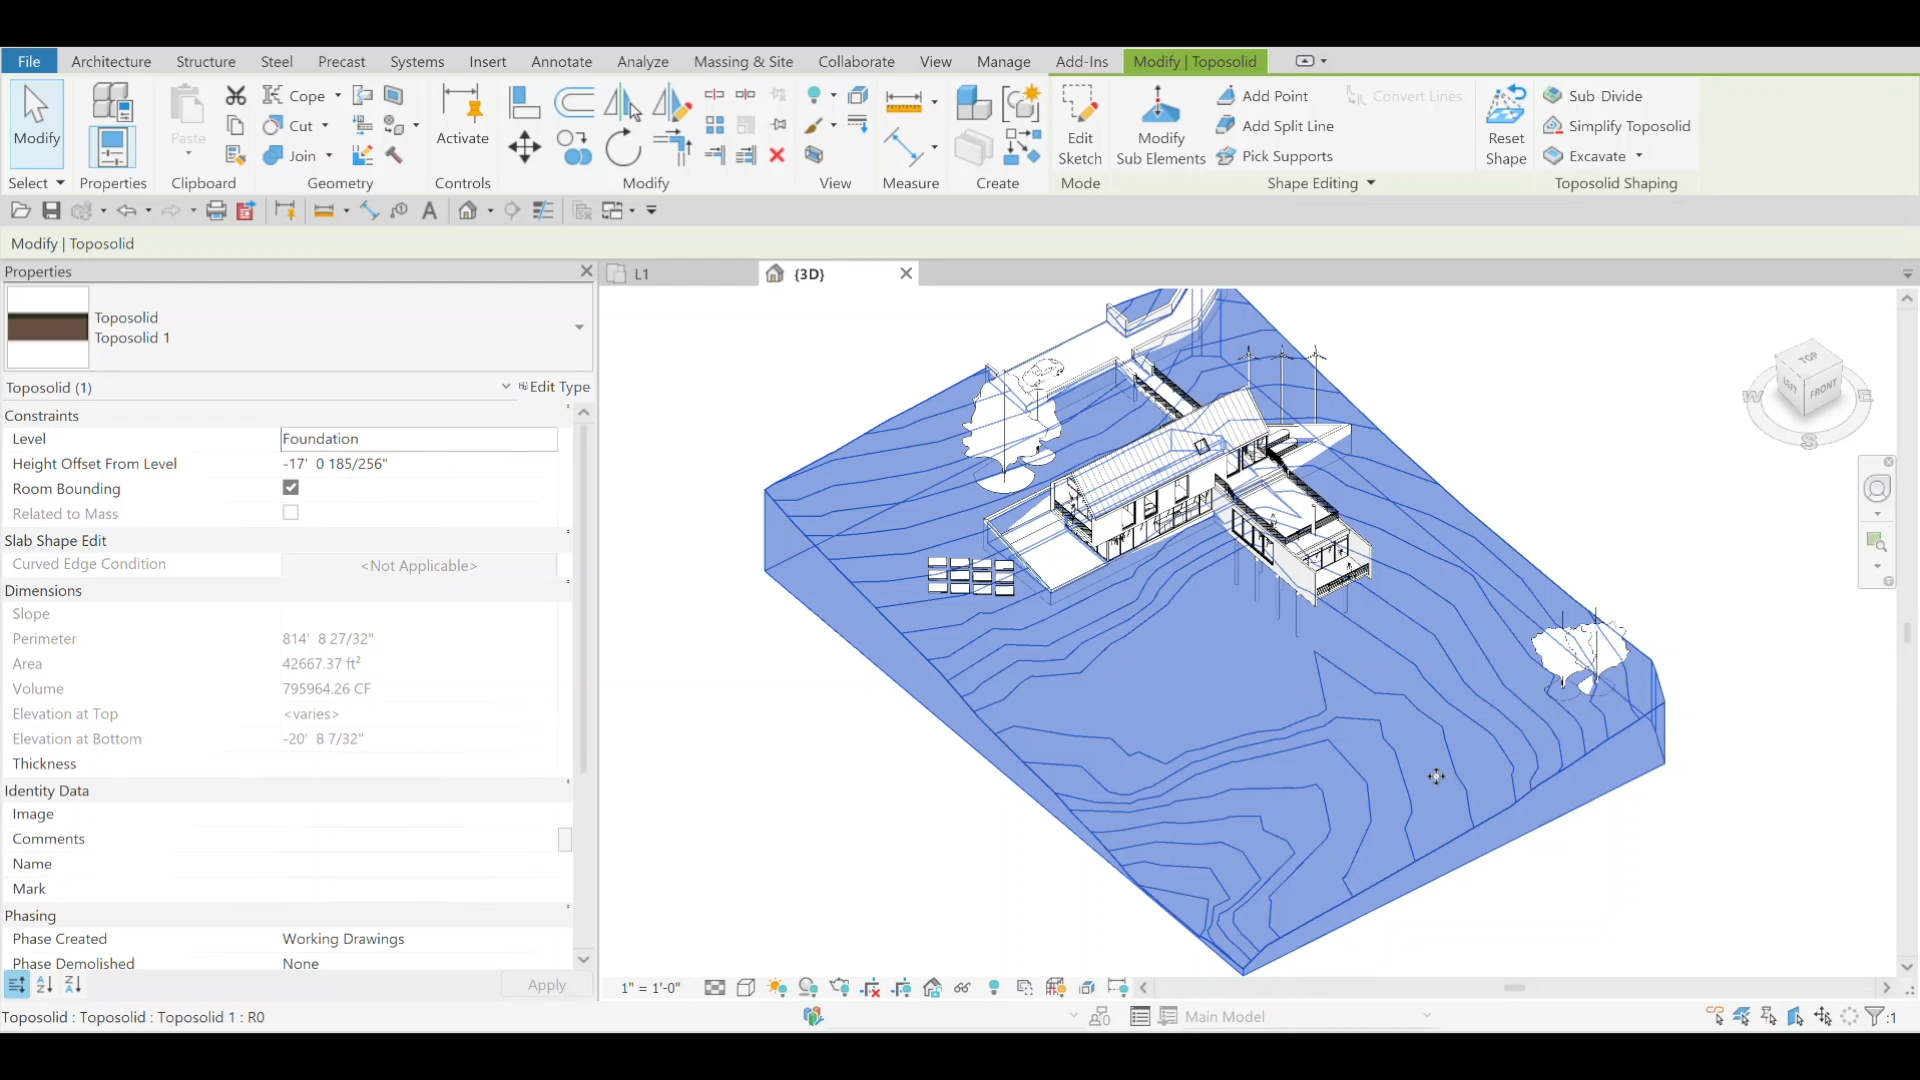 File Architecture Structure Steel Precast Systems Insert Annotate Analyze Massing & Site Collaborate View Manage Add-Ins Modify | Toposolid
Modify
Select
Properties
Paste
Clipboard
Cope
Cut
Join
Geometry
Activate
Controls
Modify
View
Measure
Create
Edit
Sketch
Mode
Modify
Sub Elements
Add Point
Add Split Line
Pick Supports
Convert Lines
Shape Editing
Reset
Shape
Sub Divide
Simplify Toposolid
Excavate
Toposolid Shaping
Modify | Toposolid
Properties
L1
{3D}
Toposolid
Toposolid 1
Toposolid (1)
Edit Type
Constraints
Level Foundation
Height Offset From Level -17' 0 185/256"
Room Bounding
Related to Mass
Slab Shape Edit
Curved Edge Condition <Not Applicable>
Dimensions
Slope
Perimeter 814' 8 27/32"
Area 42667.37 ft²
Volume 795964.26 CF
Elevation at Top <varies>
Elevation at Bottom -20' 8 7/32"
Thickness
Identity Data
Image
Comments
Name
Mark
Phasing
Phase Created Working Drawings
Phase Demolished None
Apply
TOP
LEFT
FRONT
W
E
S
1" = 1'-0"
Toposolid : Toposolid : Toposolid 1 : R0
Main Model
:1